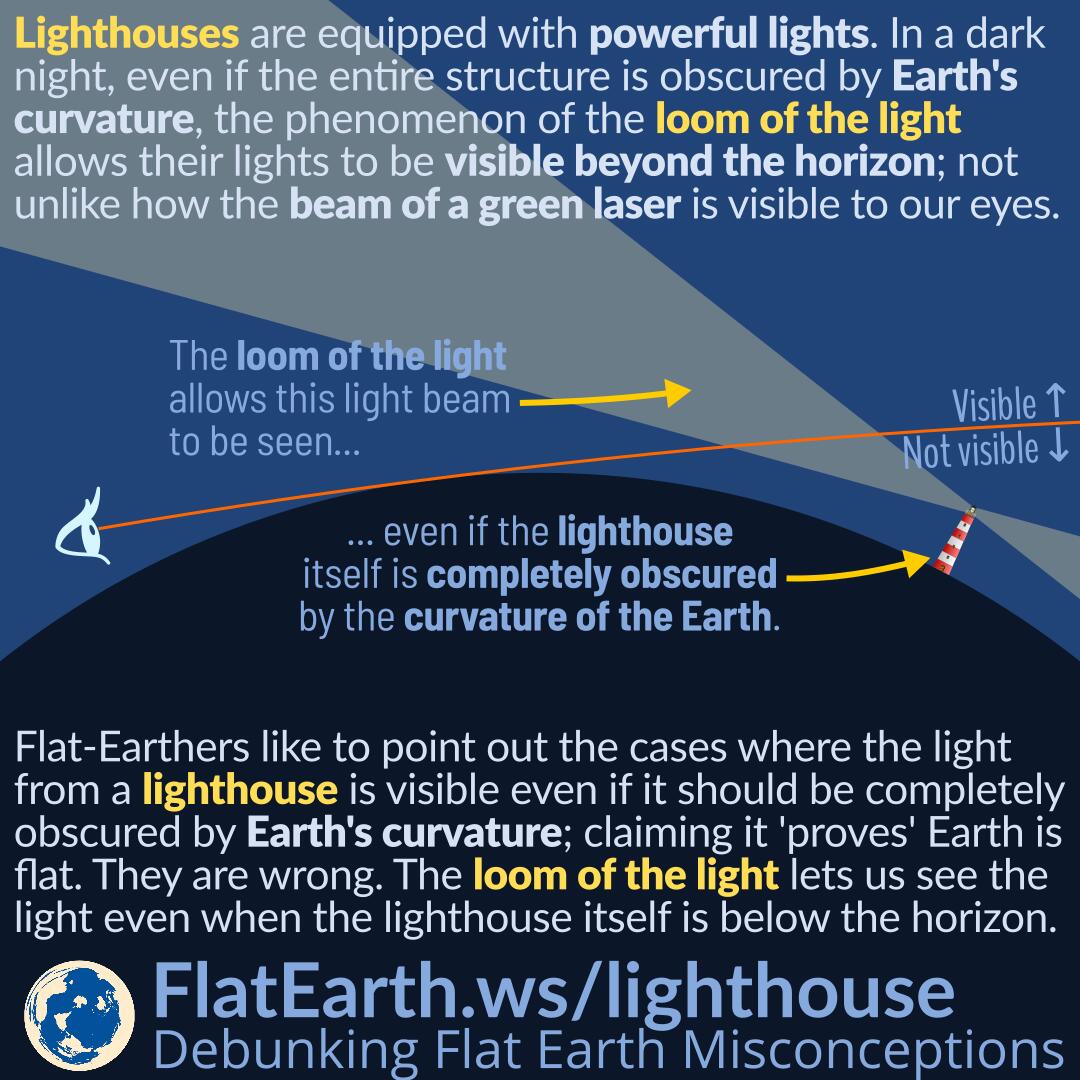 Lighthouses are equipped with powerful lights. In a dark
night, even if the entire structure is obscured by Earth's
curvature, the phenomenon of the loom of the light
allows their lights to be visible beyond the horizon; not
unlike how the beam of a green laser is visible to our eyes.
The loom of the light
allows this light beam
to be seen...
Visible ↑
Not visible ↓
... even if the lighthouse
itself is completely obscured
by the curvature of the Earth.
Flat-Earthers like to point out the cases where the light
from a lighthouse is visible even if it should be completely
obscured by Earth's curvature; claiming it 'proves' Earth is
flat. They are wrong. The loom of the light lets us see the
light even when the lighthouse itself is below the horizon.
FlatEarth.ws/lighthouse
Debunking Flat Earth Misconceptions